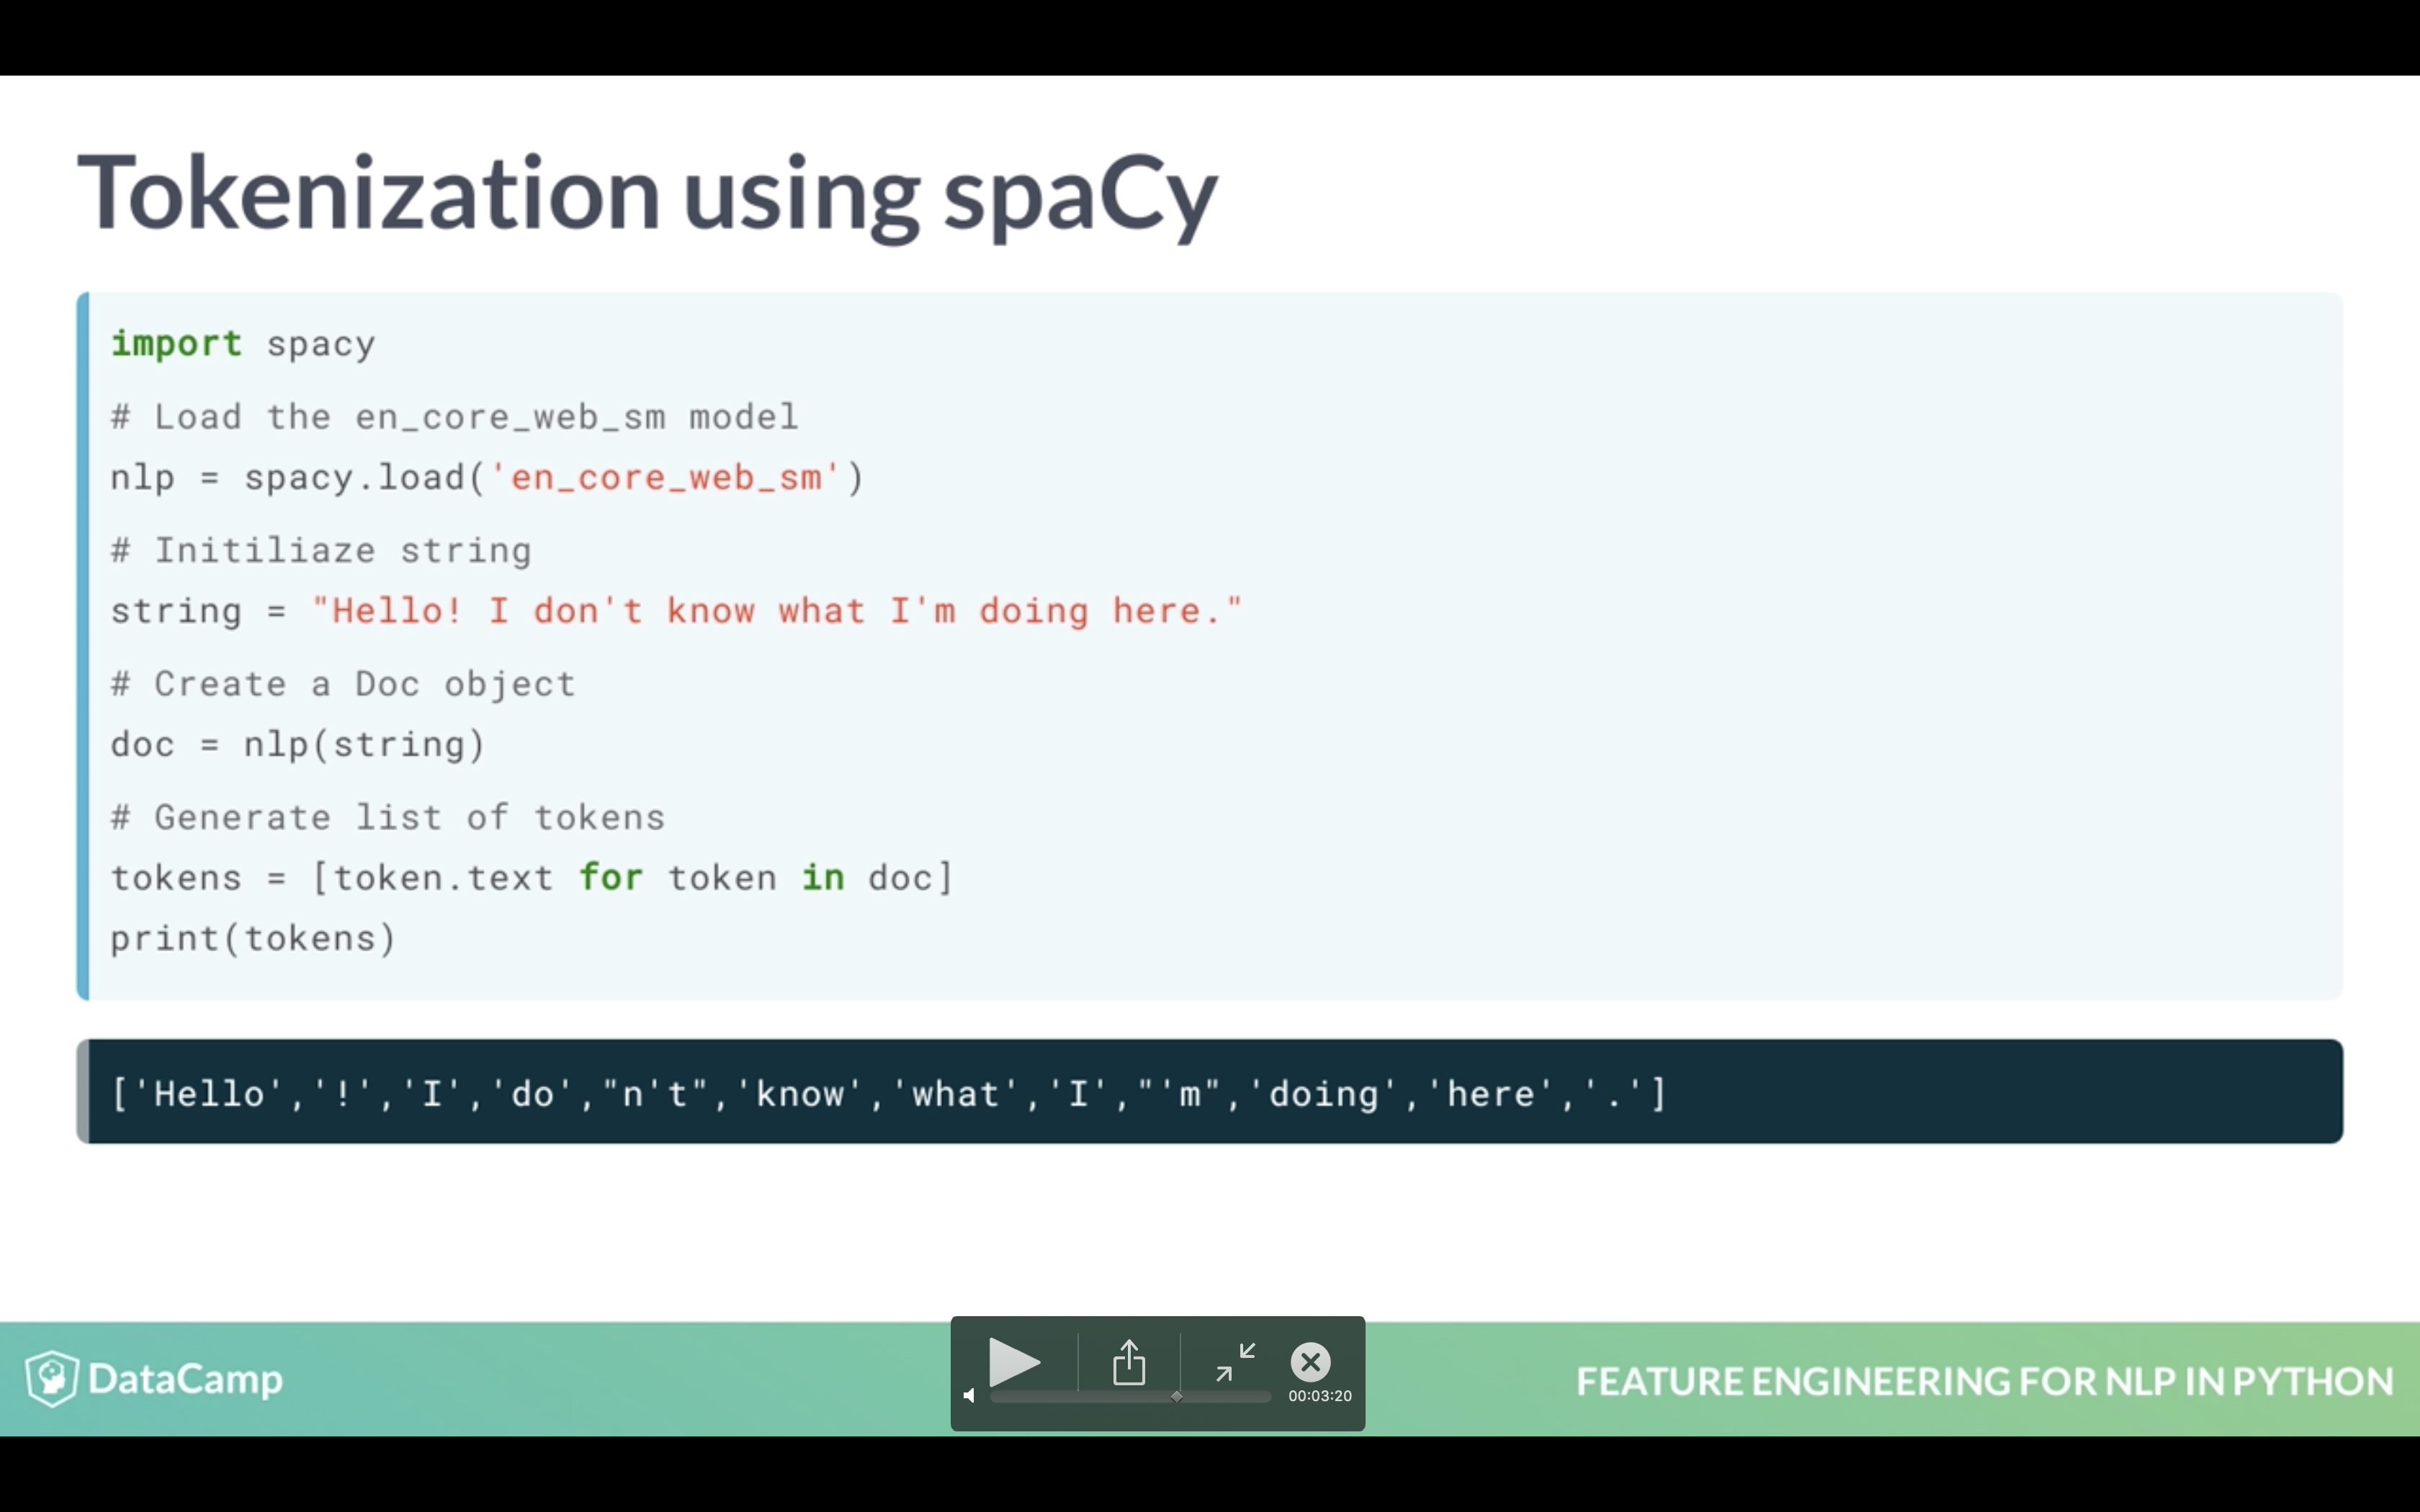 Tokenization using spaCy
import spacy
# Load the en_core_web_sm model
nlp = spacy.load('en_core_web_sm')
# Initiliaze string
string = "Hello! I don't know what I'm doing here."
# Create a Doc object
doc = nlp(string)
# Generate list of tokens
tokens = [token.text for token in doc]
print(tokens)
['Hello','!','I','do',"n't",'know','what','I',"'m",'doing','here','.']
DataCamp
00:03:20
FEATURE ENGINEERING FOR NLP IN PYTHON